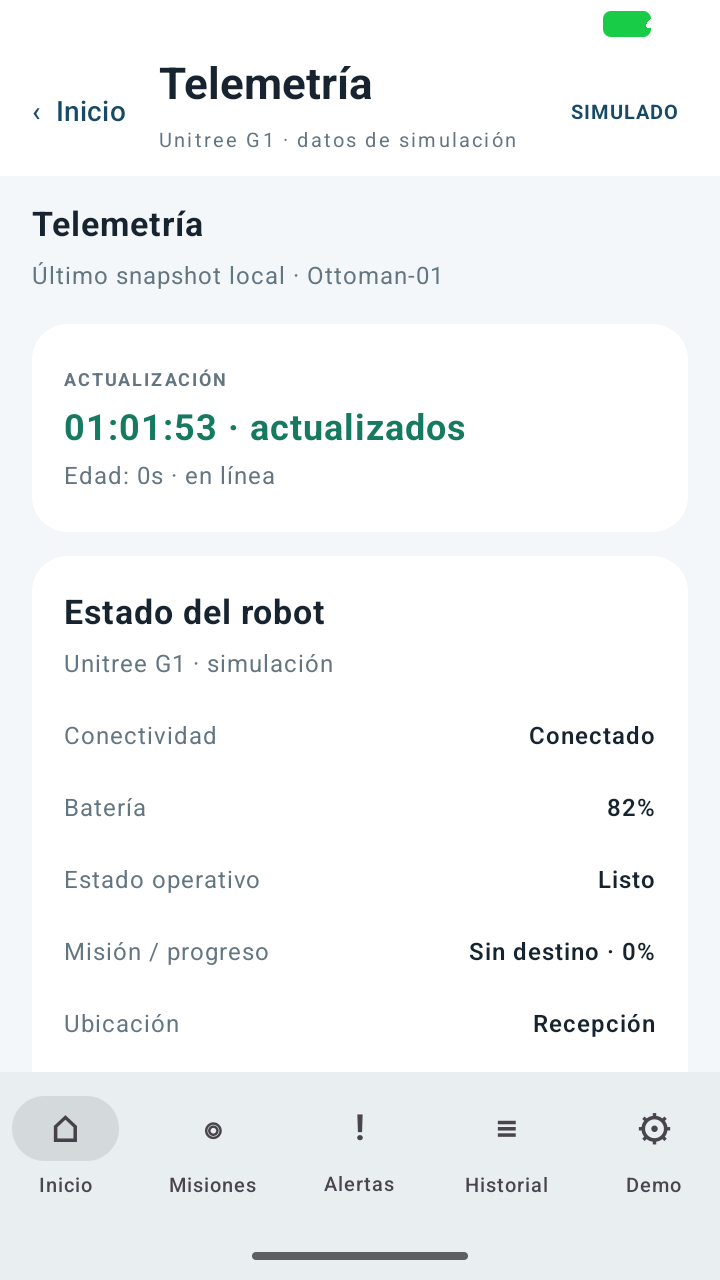 Telemetría
‹ Inicio
SIMULADO
Unitree G1 · datos de simulación
Telemetría
Último snapshot local · Ottoman-01
ACTUALIZACIÓN
01:01:53 · actualizados
Edad: 0s · en línea
Estado del robot
Unitree G1 · simulación
Conectividad Conectado
Batería 82%
Estado operativo Listo
Misión / progreso Sin destino · 0%
Ubicación Recepción
Inicio Misiones Alertas Historial Demo